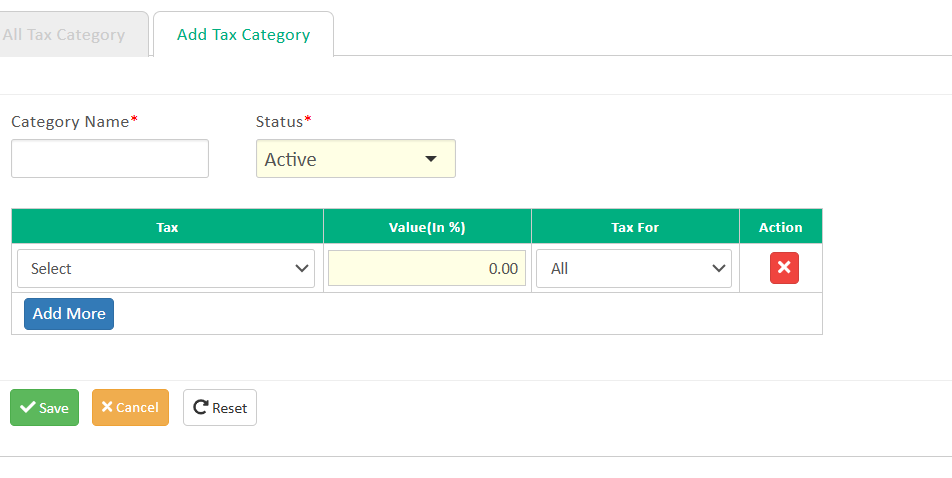 All Tax Category Add Tax Category
Category Name* Status*
Active
Tax Value(In %) Tax For Action
Select 0.00 All
Add More
Save Cancel Reset